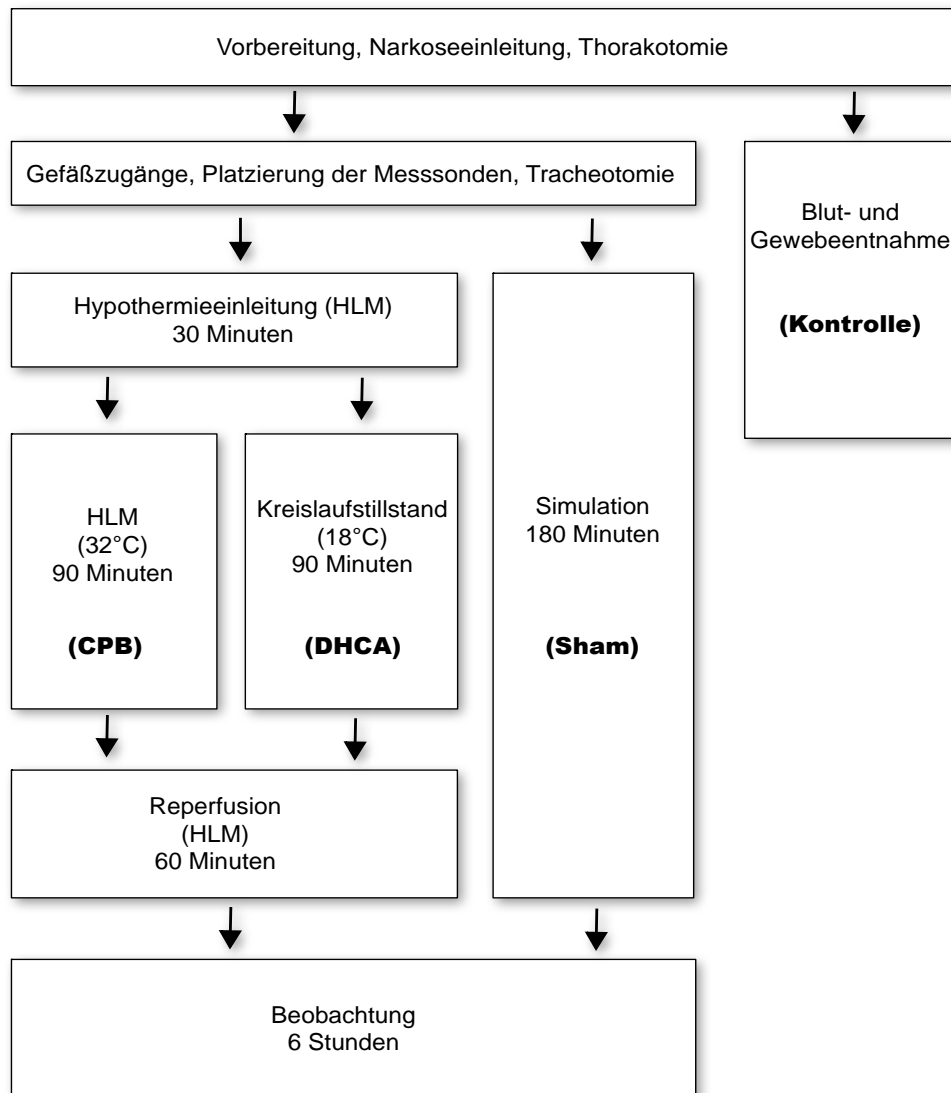 Vorbereitung, Narkoseeinleitung, Thorakotomie
Gefäßzugänge, Platzierung der Messsonden, Tracheotomie
Blut- und
Gewebeentnahme
(Kontrolle)
Hypothermieeinleitung (HLM)
30 Minuten
HLM
(32°C)
90 Minuten
(CPB)
Kreislaufstillstand
(18°C)
90 Minuten
(DHCA)
Simulation
180 Minuten
(Sham)
Reperfusion
(HLM)
60 Minuten
Beobachtung
6 Stunden